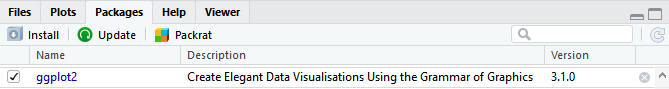 Files Plots Packages Help Viewer
Install Update Packrat
Name Description Version
ggplot2 Create Elegant Data Visualisations Using the Grammar of Graphics 3.1.0